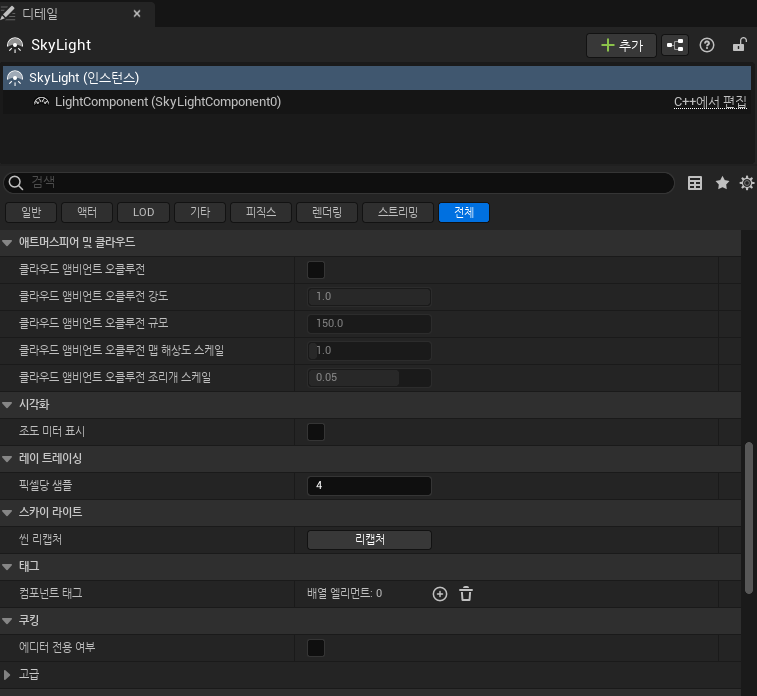 디테일
SkyLight
추가
SkyLight (인스턴스)
LightComponent (SkyLightComponent0)
C++에서 편집
검색
일반
액터
LOD
기타
피직스
렌더링
스트리밍
전체
애트머스피어 및 클라우드
클라우드 앰비언트 오클루전
클라우드 앰비언트 오클루전 강도
1.0
클라우드 앰비언트 오클루전 규모
150.0
클라우드 앰비언트 오클루전 맵 해상도 스케일
1.0
클라우드 앰비언트 오클루전 조리개 스케일
0.05
시각화
조도 미터 표시
레이 트레이싱
픽셀당 샘플
4
스카이 라이트
씬 리캡처
리캡처
태그
컴포넌트 태그
배열 엘리먼트: 0
쿠킹
에디터 전용 여부
고급